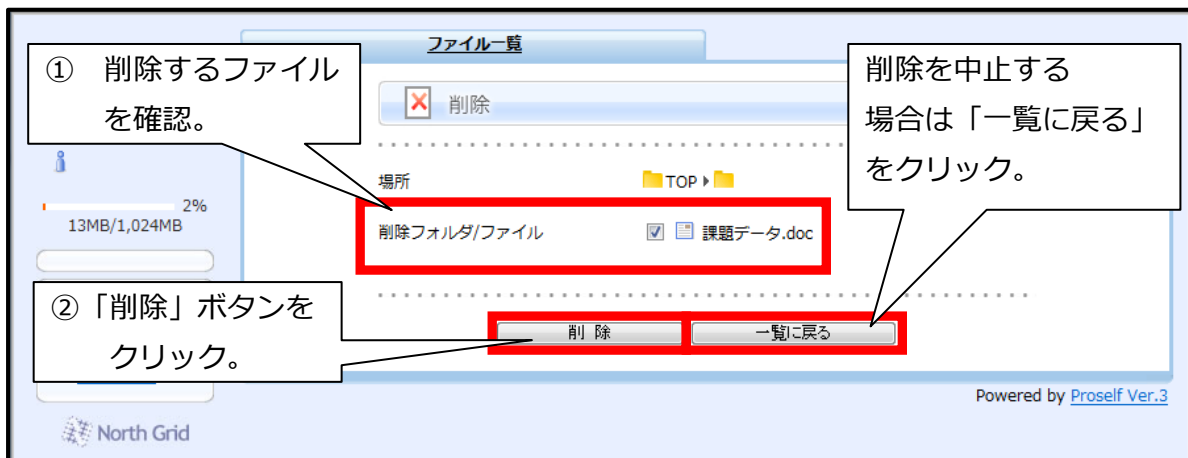 ファイル一覧
① 削除するファイル
を確認。
削除を中止する
場合は「一覧に戻る」
をクリック。
削除
場所
TOP
2%
13MB/1,024MB
削除フォルダ/ファイル
課題データ.doc
②「削除」ボタンを
クリック。
削 除
一覧に戻る
Powered by Proself Ver.3
North Grid